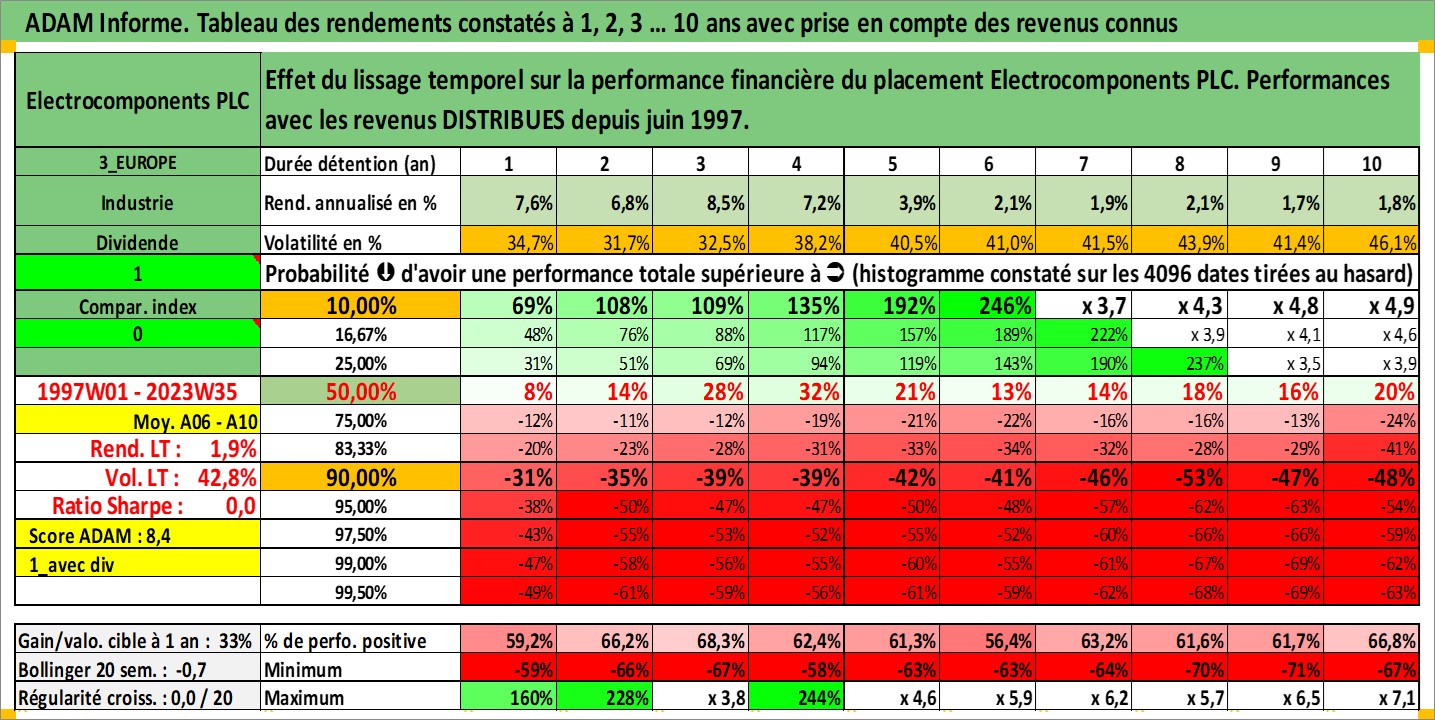 ADAM Informe. Tableau des rendements constatés à 1, 2, 3 ... 10 ans avec prise en compte des revenus connus
Electrocomponents PLC
Effet du lissage temporel sur la performance financière du placement Electrocomponents PLC. Performances
avec les revenus DISTRIBUES depuis juin 1997.
3_EUROPE Durée détention (an) 1 2 3 4 5 6 7 8 9 10
Industrie Rend. annualisé en % 7,6% 6,8% 8,5% 7,2% 3,9% 2,1% 1,9% 2,1% 1,7% 1,8%
Dividende Volatilité en % 34,7% 31,7% 32,5% 38,2% 40,5% 41,0% 41,5% 43,9% 41,4% 46,1%
1 Probabilité d'avoir une performance totale supérieure à (histogramme constaté sur les 4096 dates tirées au hasard)
Compar. index 10,00% 69% 108% 109% 135% 192% 246% x 3,7 x 4,3 x 4,8 x 4,9
0 16,67% 48% 76% 88% 117% 157% 189% 222% x 3,9 x 4,1 x 4,6
25,00% 31% 51% 69% 94% 119% 143% 190% 237% x 3,5 x 3,9
1997W01 - 2023W35 50,00% 8% 14% 28% 32% 21% 13% 14% 18% 16% 20%
Moy. A06 - A10 75,00% -12% -11% -12% -19% -21% -22% -16% -16% -13% -24%
Rend. LT : 1,9% 83,33% -20% -23% -28% -31% -33% -34% -32% -28% -29% -41%
Vol. LT : 42,8% 90,00% -31% -35% -39% -39% -42% -41% -46% -53% -47% -48%
Ratio Sharpe : 0,0 95,00% -38% -50% -47% -47% -50% -48% -57% -62% -63% -54%
Score ADAM : 8,4 97,50% -43% -55% -53% -52% -55% -52% -60% -66% -66% -59%
1_avec div 99,00% -47% -58% -56% -55% -60% -55% -61% -67% -69% -62%
99,50% -49% -61% -59% -56% -61% -59% -62% -68% -69% -63%
Gain/valo. cible à 1 an : 33% % de perfo. positive 59,2% 66,2% 68,3% 62,4% 61,3% 56,4% 63,2% 61,6% 61,7% 66,8%
Bollinger 20 sem. : -0,7 Minimum -59% -66% -67% -58% -63% -63% -64% -70% -71% -67%
Régularité croiss. : 0,0 / 20 Maximum 160% 228% x 3,8 244% x 4,6 x 5,9 x 6,2 x 5,7 x 6,5 x 7,1